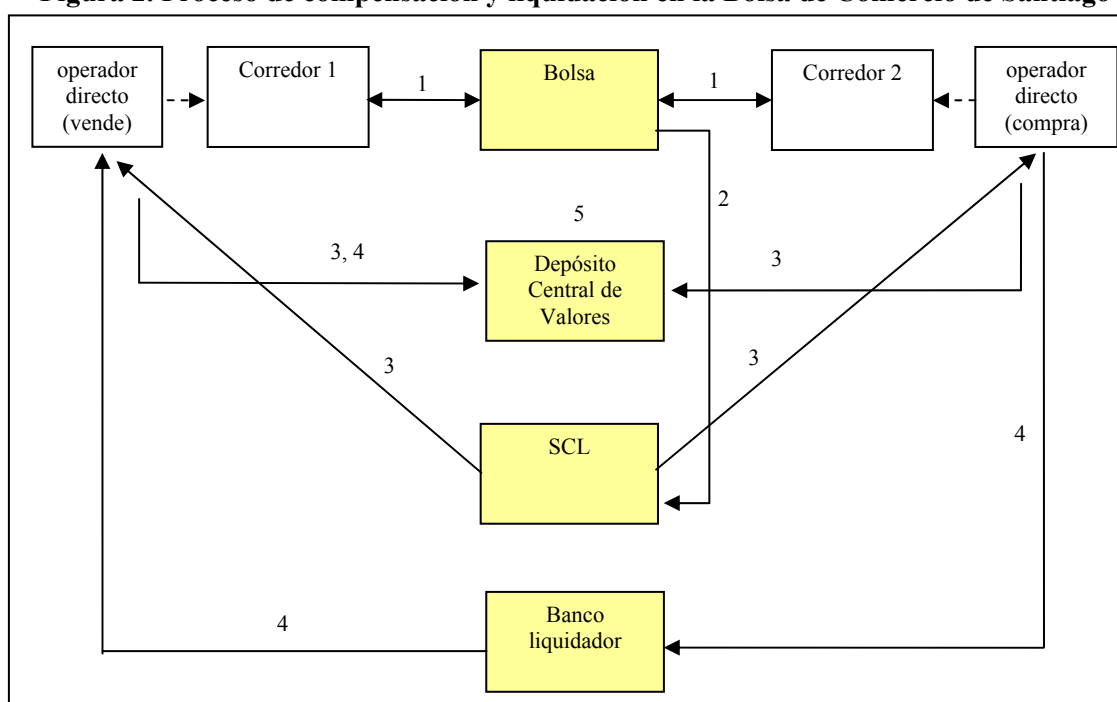 Figura 2. Proceso de compensación y liquidación en la Bolsa de Comercio de Santiago
operador
directo
(vende)
Corredor 1
1
Bolsa
1
Corredor 2
operador
directo
(compra)
2
5
3, 4
Depósito
Central de
Valores
3
3
3
SCL
4
Banco
liquidador
4